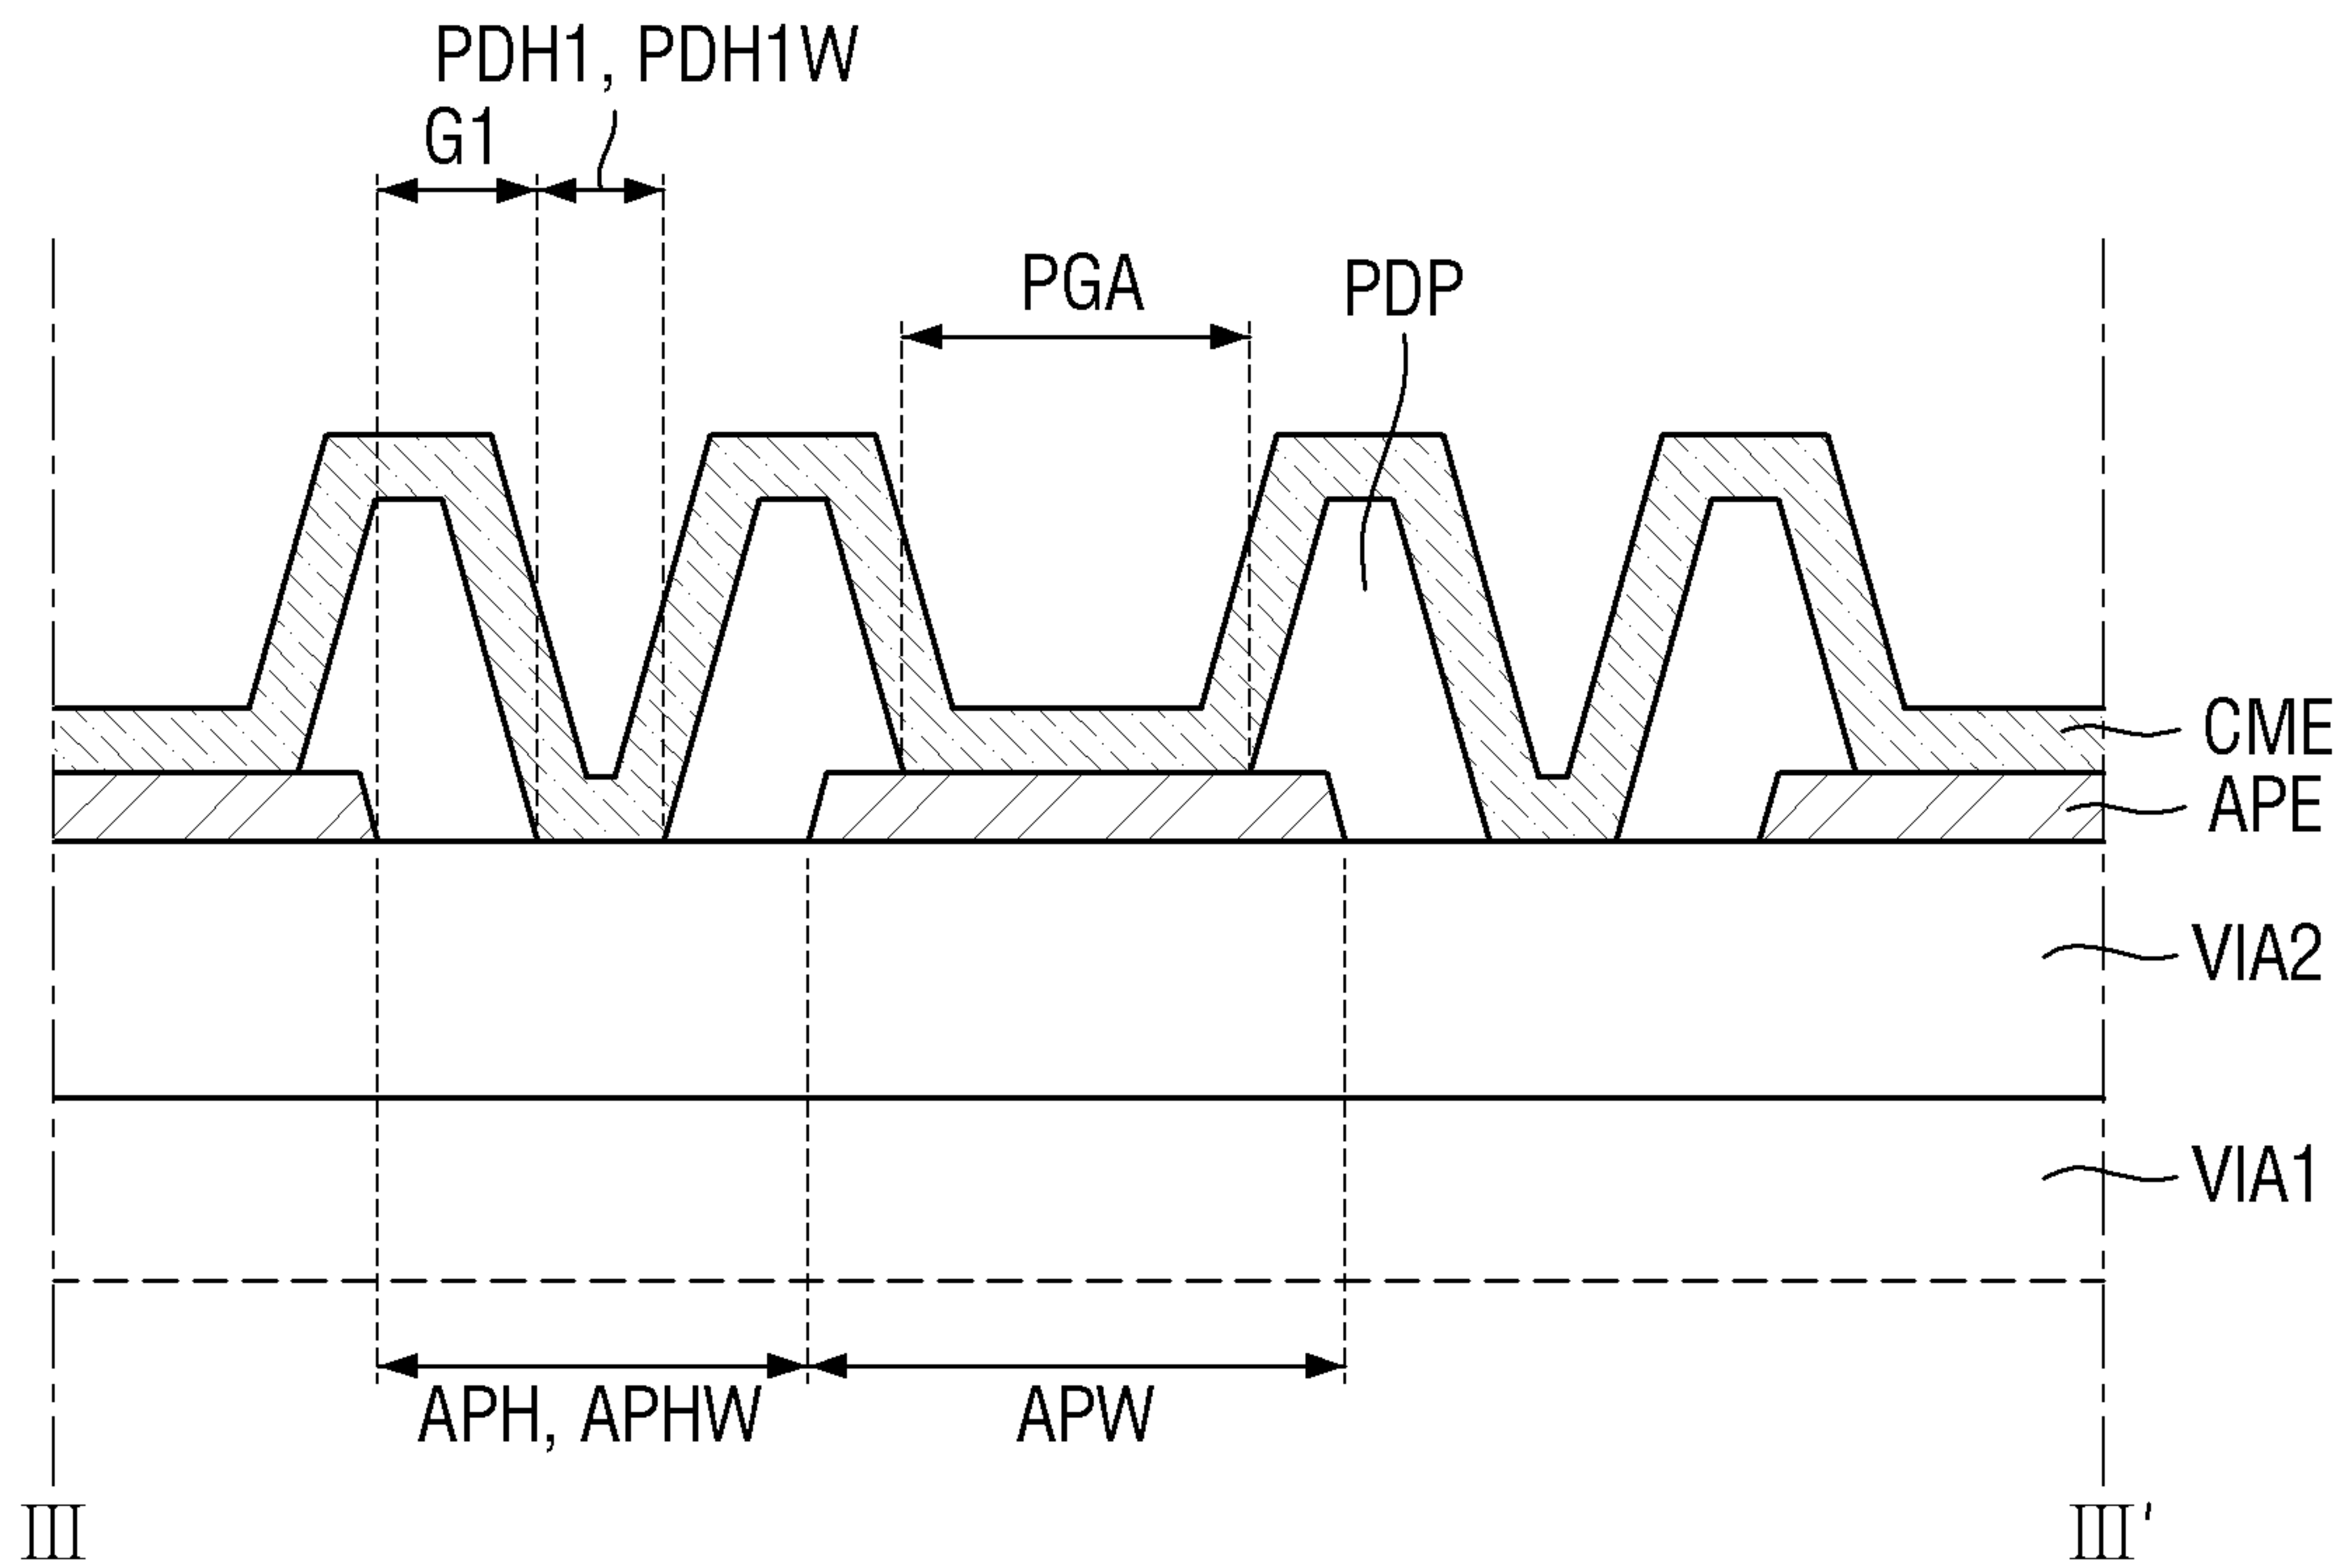 PDH1, PDH1W
G1
PGA
PDP
CME
APE
VIA2
VIA1
APH, APHW
APW
III
III'